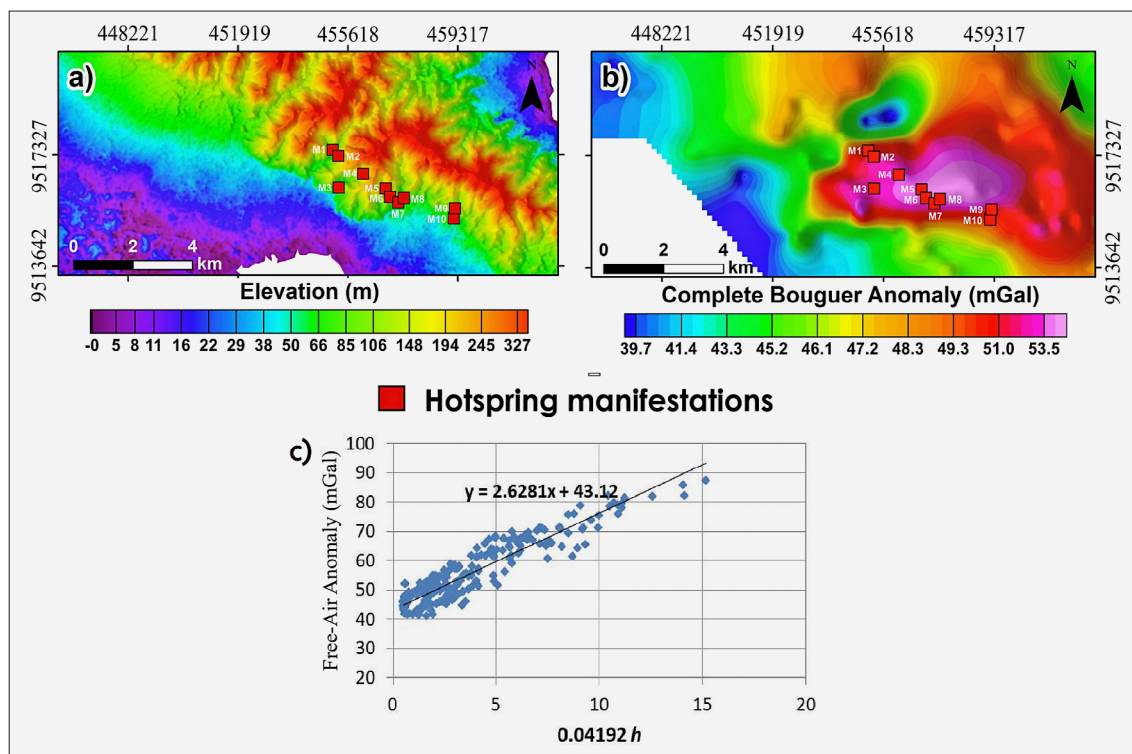 448221 451919 455618 459317
448221 451919 455618 459317
a)
N
9517327
9513642
M1
M2
M4
M3
M5
M6
M8
M7
M9
M10
0 2 4
km
Elevation (m)
-0 5 8 11 16 22 29 38 50 66 85 106 148 194 245 327
b)
N
9517327
9513642
M1
M2
M4
M3
M5
M6
M8
M7
M9
M10
0 2 4
km
Complete Bouguer Anomaly (mGal)
39.7 41.4 43.3 45.2 46.1 47.2 48.3 49.3 51.0 53.5
Hotspring manifestations
c)
Free-Air Anomaly (mGal)
100
90
80
70
60
50
40
30
20
y = 2.6281x + 43.12
0 5 10 15 20
0.04192 h